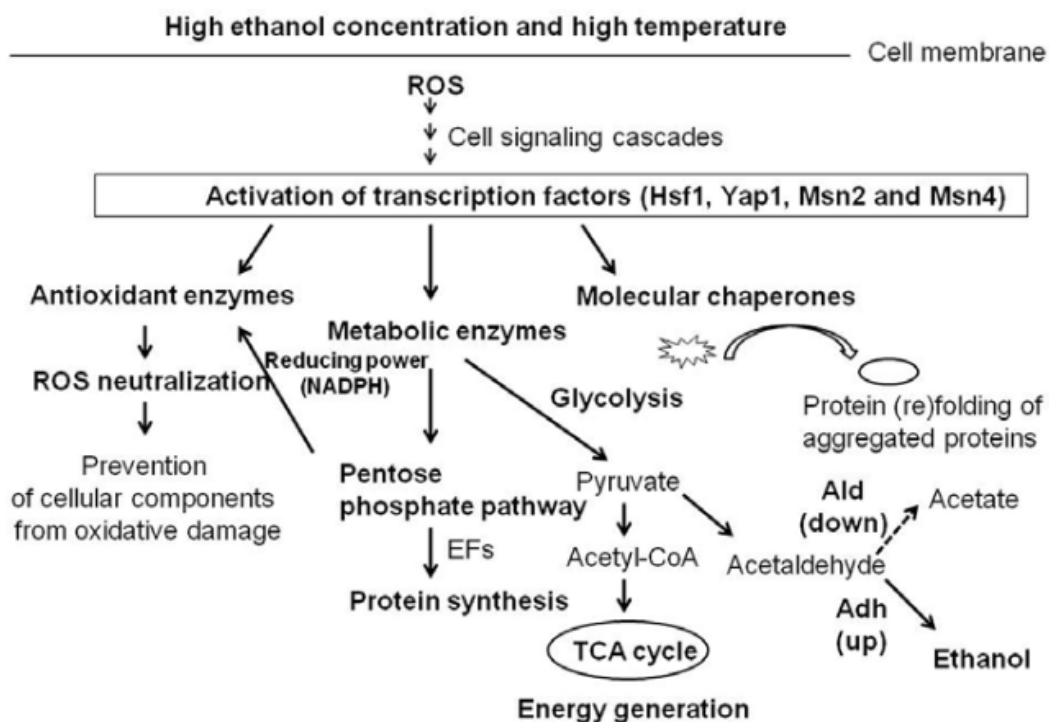 High ethanol concentration and high temperature
Cell membrane
ROS
Cell signaling cascades
Activation of transcription factors (Hsf1, Yap1, Msn2 and Msn4)
Antioxidant enzymes
ROS neutralization
Prevention
of cellular components
from oxidative damage
Metabolic enzymes
Reducing power
(NADPH)
Pentose
phosphate pathway
EFs
Protein synthesis
Glycolysis
Pyruvate
Acetyl-CoA
TCA cycle
Energy generation
Molecular chaperones
Protein (re)folding of
aggregated proteins
Ald
(down)
Acetate
Acetaldehyde
Adh
(up)
Ethanol